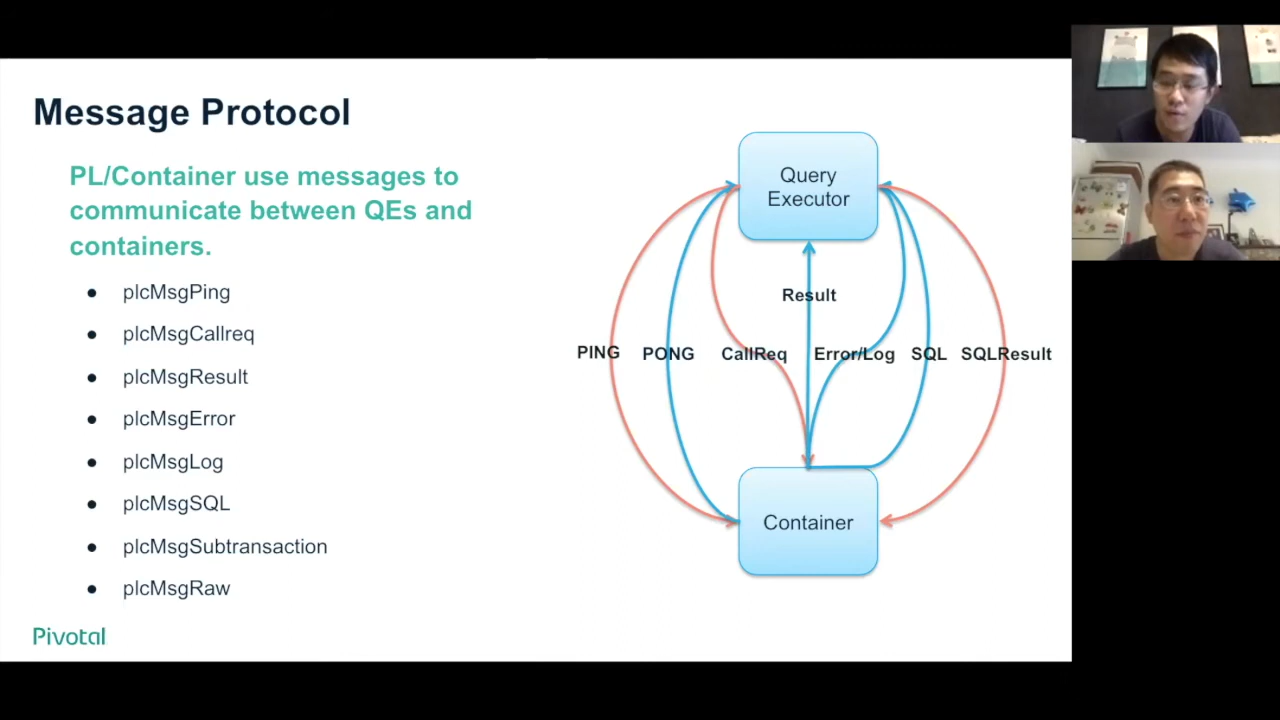 Message Protocol
PL/Container use messages to
communicate between QEs and
containers.
● plcMsgPing
● plcMsgCallreq
● plcMsgResult
● plcMsgError
● plcMsgLog
● plcMsgSQL
● plcMsgSubtransaction
● plcMsgRaw
Pivotal
Query
Executor
Result
PING PONG CallReq Error/Log SQL SQLResult
Container